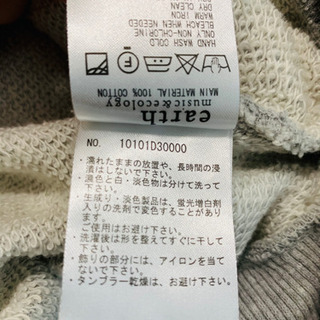 HAND WASH COLD
ONLY NON-CHLORINE
BLEACH WHEN NEEDED
WARM IRON
DRY CLEAN
earth
music&ecology
MAIN MATERIAL 100% COTTON
NO. 10101D30000
・濡れたままの放置や、長時間の浸
漬はしないで下さい。
・濃色と白・淡色物は分けて洗って
下さい。
・生成り・淡色製品は、蛍光増白剤
入りの洗剤で変色することがあり
ます。
ご使用はお避け下さい。
・洗濯後は形を整えてすぐに干して
下さい。
・飾りの部分には、アイロンを当て
ないで下さい。
・タンブラー乾燥は、お避け下さい。